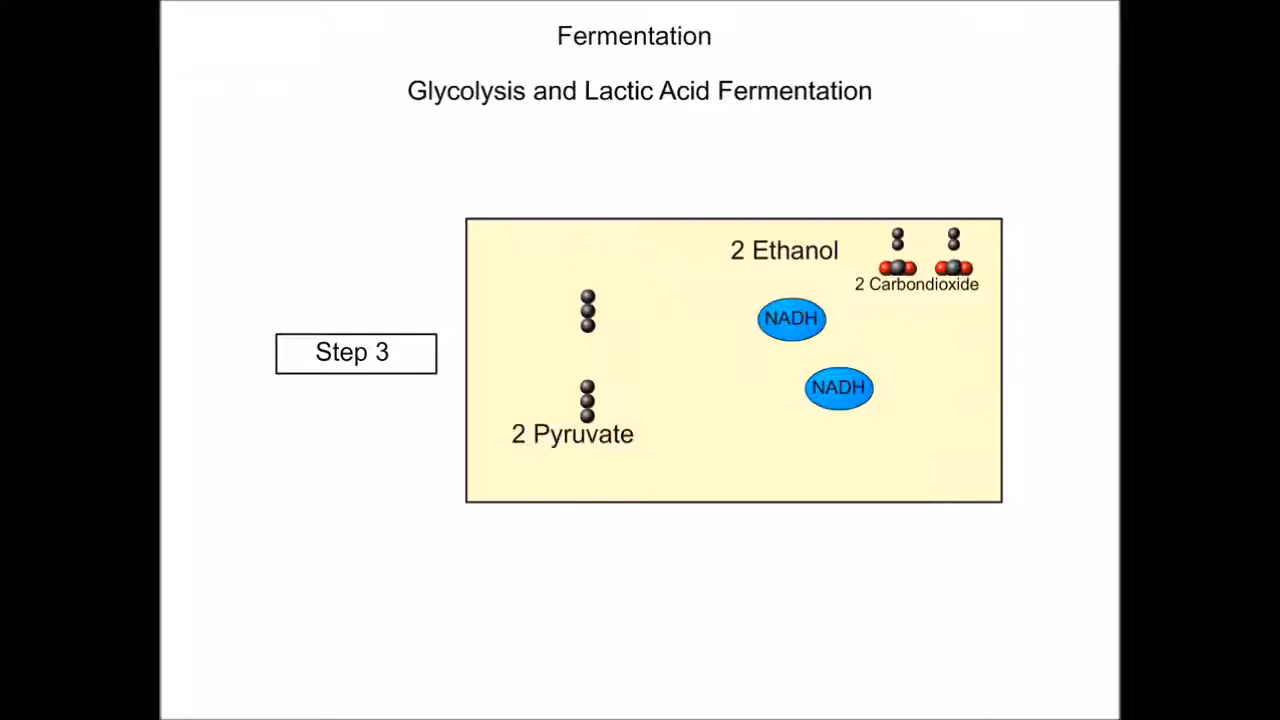 Fermentation
Glycolysis and Lactic Acid Fermentation
2 Ethanol
2 Carbondioxide
NADH
Step 3
NADH
2 Pyruvate